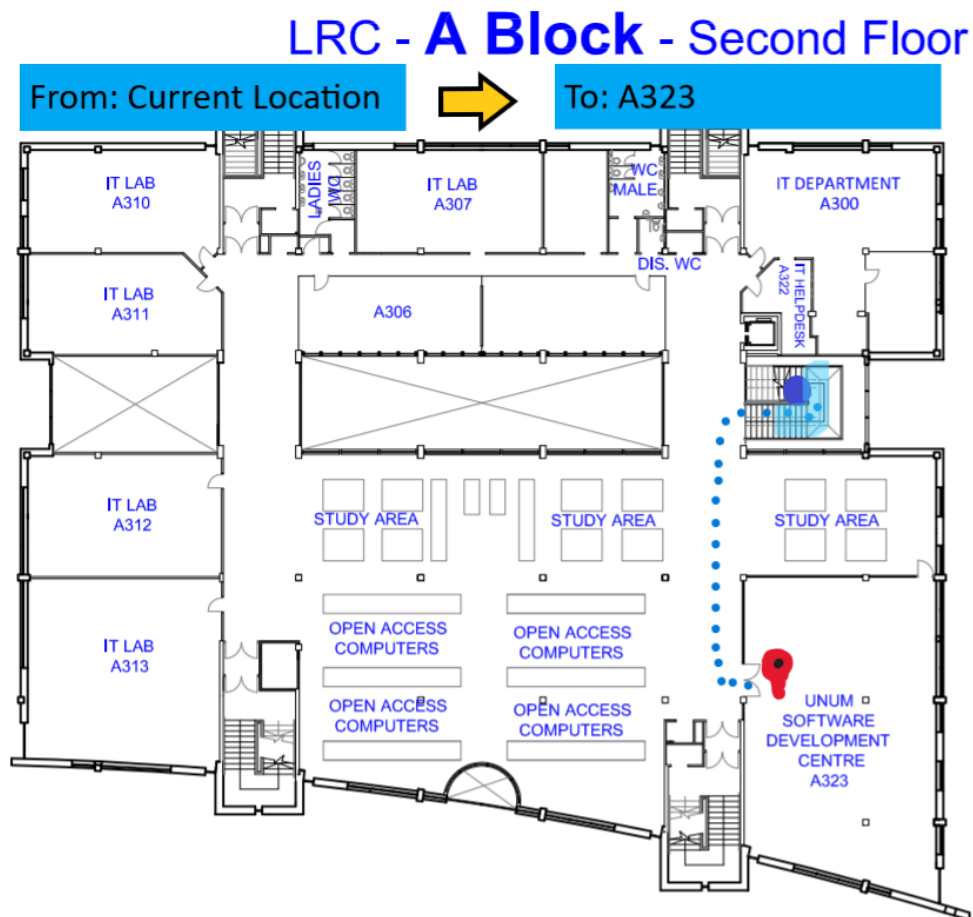 LRC - A Block - Second Floor
From: Current Location
To: A323
IT LAB
A310
LADIES
WC
IT LAB
A307
WC
MALE
IT DEPARTMENT
A300
DIS. WC
IT LAB
A311
A306
IT HELPDESK
A322
IT LAB
A312
STUDY AREA
STUDY AREA
STUDY AREA
IT LAB
A313
OPEN ACCESS
COMPUTERS
OPEN ACCESS
COMPUTERS
OPEN ACCESS
COMPUTERS
OPEN ACCESS
COMPUTERS
UNUM
SOFTWARE
DEVELOPMENT
CENTRE
A323